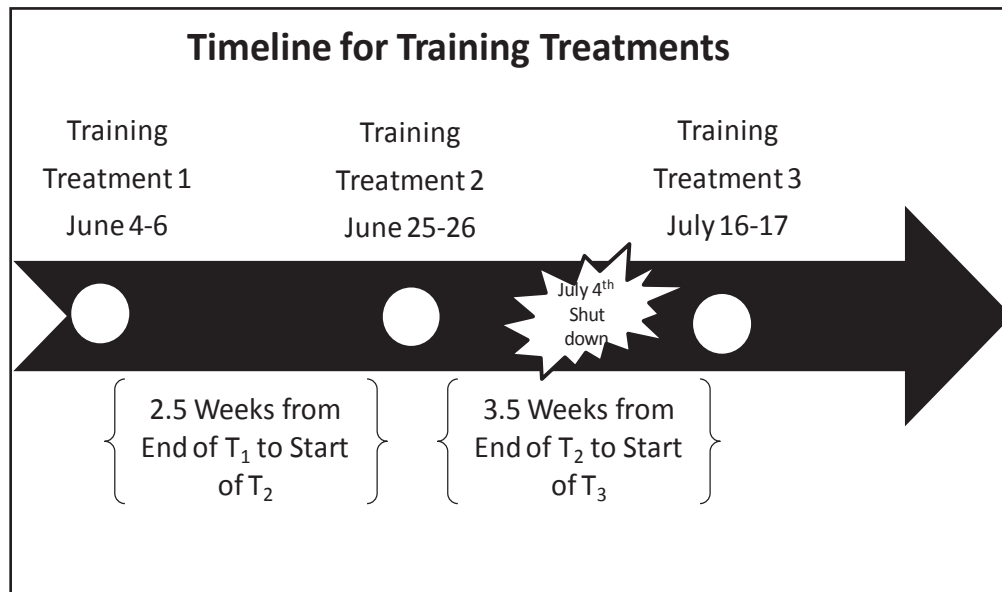 Timeline for Training Treatments
Training
Treatment 1
June 4-6
Training
Treatment 2
June 25-26
Training
Treatment 3
July 16-17
July 4th
Shut
down
2.5 Weeks from
End of T1 to Start
of T2
3.5 Weeks from
End of T2 to Start
of T3